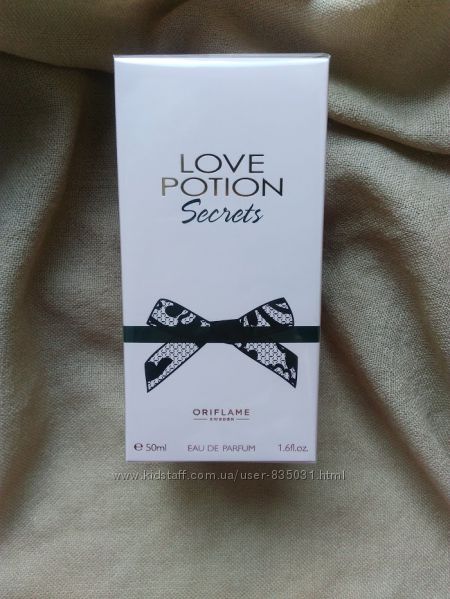 LOVE
POTION
Secrets
ORIFLAME
SWEDEN
e 50ml EAU DE PARFUM 1.6fl.oz.
www.kidstaff.com.ua/user-835031.html